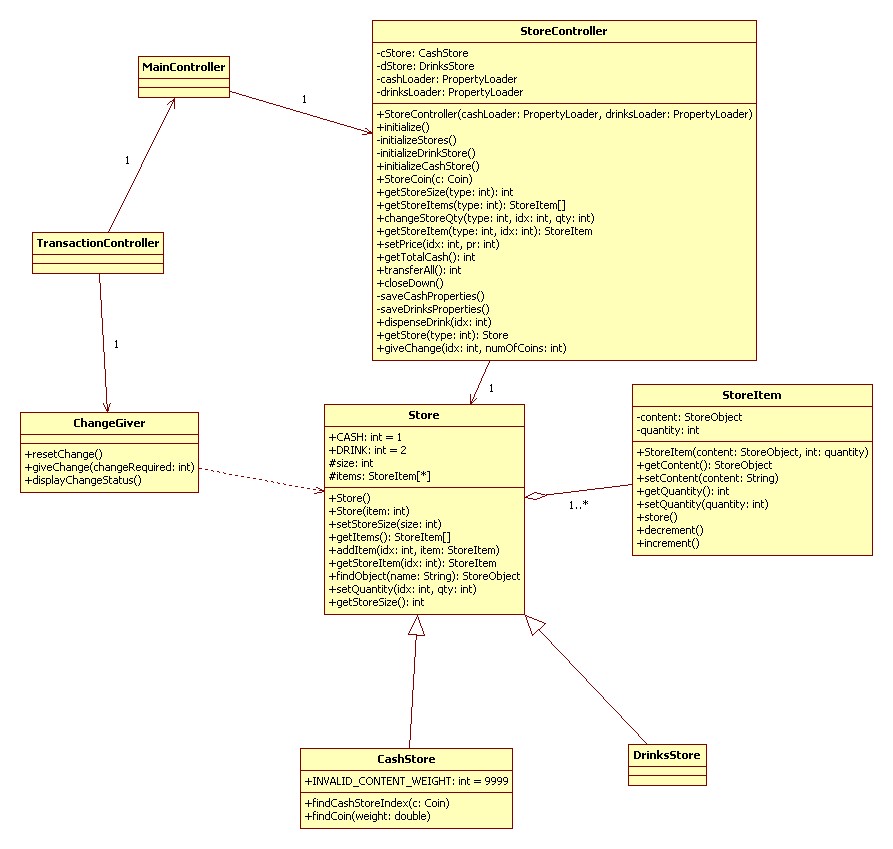 StoreController
-cStore: CashStore
-dStore: DrinksStore
-cashLoader: PropertyLoader
-drinksLoader: PropertyLoader
+StoreController(cashLoader: PropertyLoader, drinksLoader: PropertyLoader)
+initialize()
-initializeStores()
-initializeDrinkStore()
+initializeCashStore()
+StoreCoin(c: Coin)
+getStoreSize(type: int): int
+getStoreItems(type: int): StoreItem[]
+changeStoreQty(type: int, idx: int, qty: int)
+getStoreItem(type: int, idx: int): StoreItem
+setPrice(idx: int, pr: int)
+getTotalCash(): int
+transferAll(): int
+closeDown()
-saveCashProperties()
-saveDrinksProperties()
+dispenseDrink(idx: int)
+getStore(type: int): Store
+giveChange(idx: int, numOfCoins: int)
MainController
1
1
TransactionController
1
1
ChangeGiver
+resetChange()
+giveChange(changeRequired: int)
+displayChangeStatus()
Store
+CASH: int = 1
+DRINK: int = 2
#size: int
#items: StoreItem[*]
+Store()
+Store(item: int)
+setStoreSize(size: int)
+getItems(): StoreItem[]
+addItem(idx: int, item: StoreItem)
+getStoreItem(idx: int): StoreItem
+findObject(name: String): StoreObject
+setQuantity(idx: int, qty: int)
+getStoreSize(): int
1..*
StoreItem
-content: StoreObject
-quantity: int
+StoreItem(content: StoreObject, int: quantity)
+getContent(): StoreObject
+setContent(content: String)
+getQuantity(): int
+setQuantity(quantity: int)
+store()
+decrement()
+increment()
CashStore
+INVALID_CONTENT_WEIGHT: int = 9999
+findCashStoreIndex(c: Coin)
+findCoin(weight: double)
DrinksStore